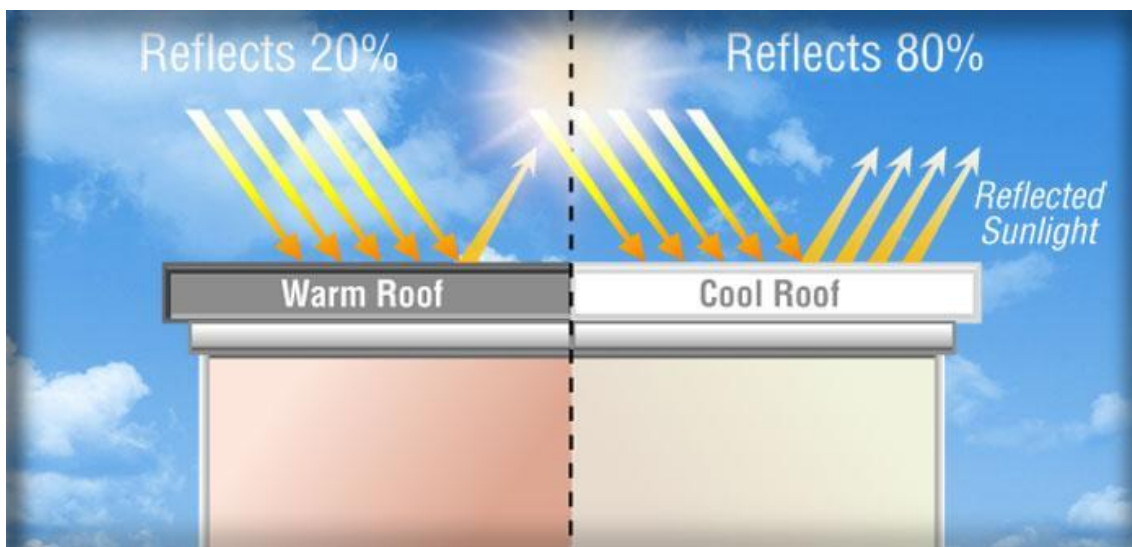 Reflects 20%
Reflects 80%
Reflected
Sunlight
Warm Roof
Cool Roof